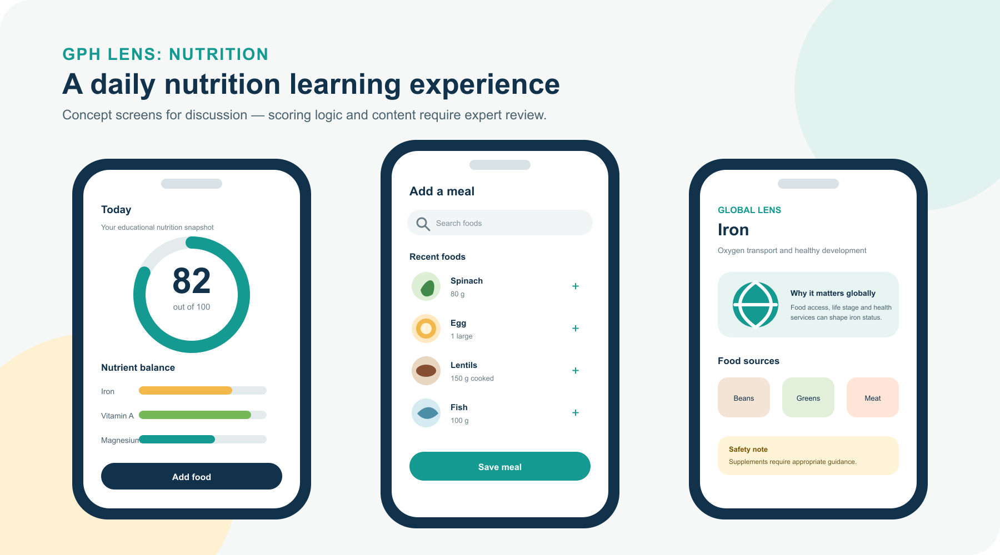 GPH LENS: NUTRITION
A daily nutrition learning experience
Concept screens for discussion — scoring logic and content require expert review.
Today
Your educational nutrition snapshot
82
out of 100
Nutrient balance
Iron
Vitamin A
Magnesium
Add food
Add a meal
Search foods
Recent foods
Spinach
80 g
+
Egg
1 large
+
Lentils
150 g cooked
+
Fish
100 g
+
Save meal
GLOBAL LENS
Iron
Oxygen transport and healthy development
Why it matters globally
Food access, life stage and health
services can shape iron status.
Food sources
Beans
Greens
Meat
Safety note
Supplements require appropriate guidance.